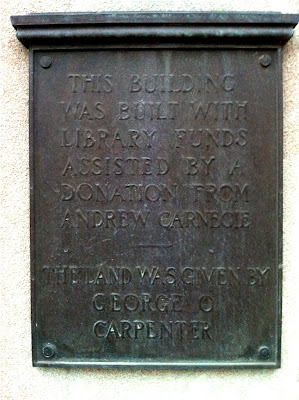 THIS BUILDING
WAS BUILT WITH
LIBRARY FUNDS
ASSISTED BY A
DONATION FROM
ANDREW CARNEGIE
THE LAND WAS GIVEN BY
GEORGE O
CARPENTER